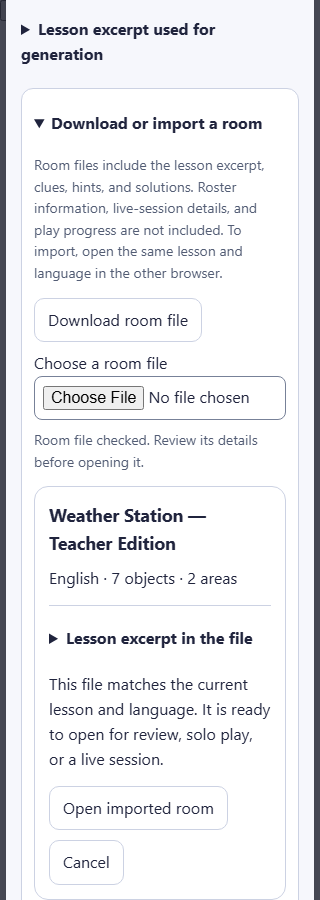 ▶ Lesson excerpt used for
generation
▼ Download or import a room
Room files include the lesson excerpt,
clues, hints, and solutions. Roster
information, live-session details, and
play progress are not included. To
import, open the same lesson and
language in the other browser.
Download room file
Choose a room file
Choose File No file chosen
Room file checked. Review its details
before opening it.
Weather Station —
Teacher Edition
English · 7 objects · 2 areas
▶ Lesson excerpt in the file
This file matches the current
lesson and language. It is ready
to open for review, solo play,
or a live session.
Open imported room
Cancel